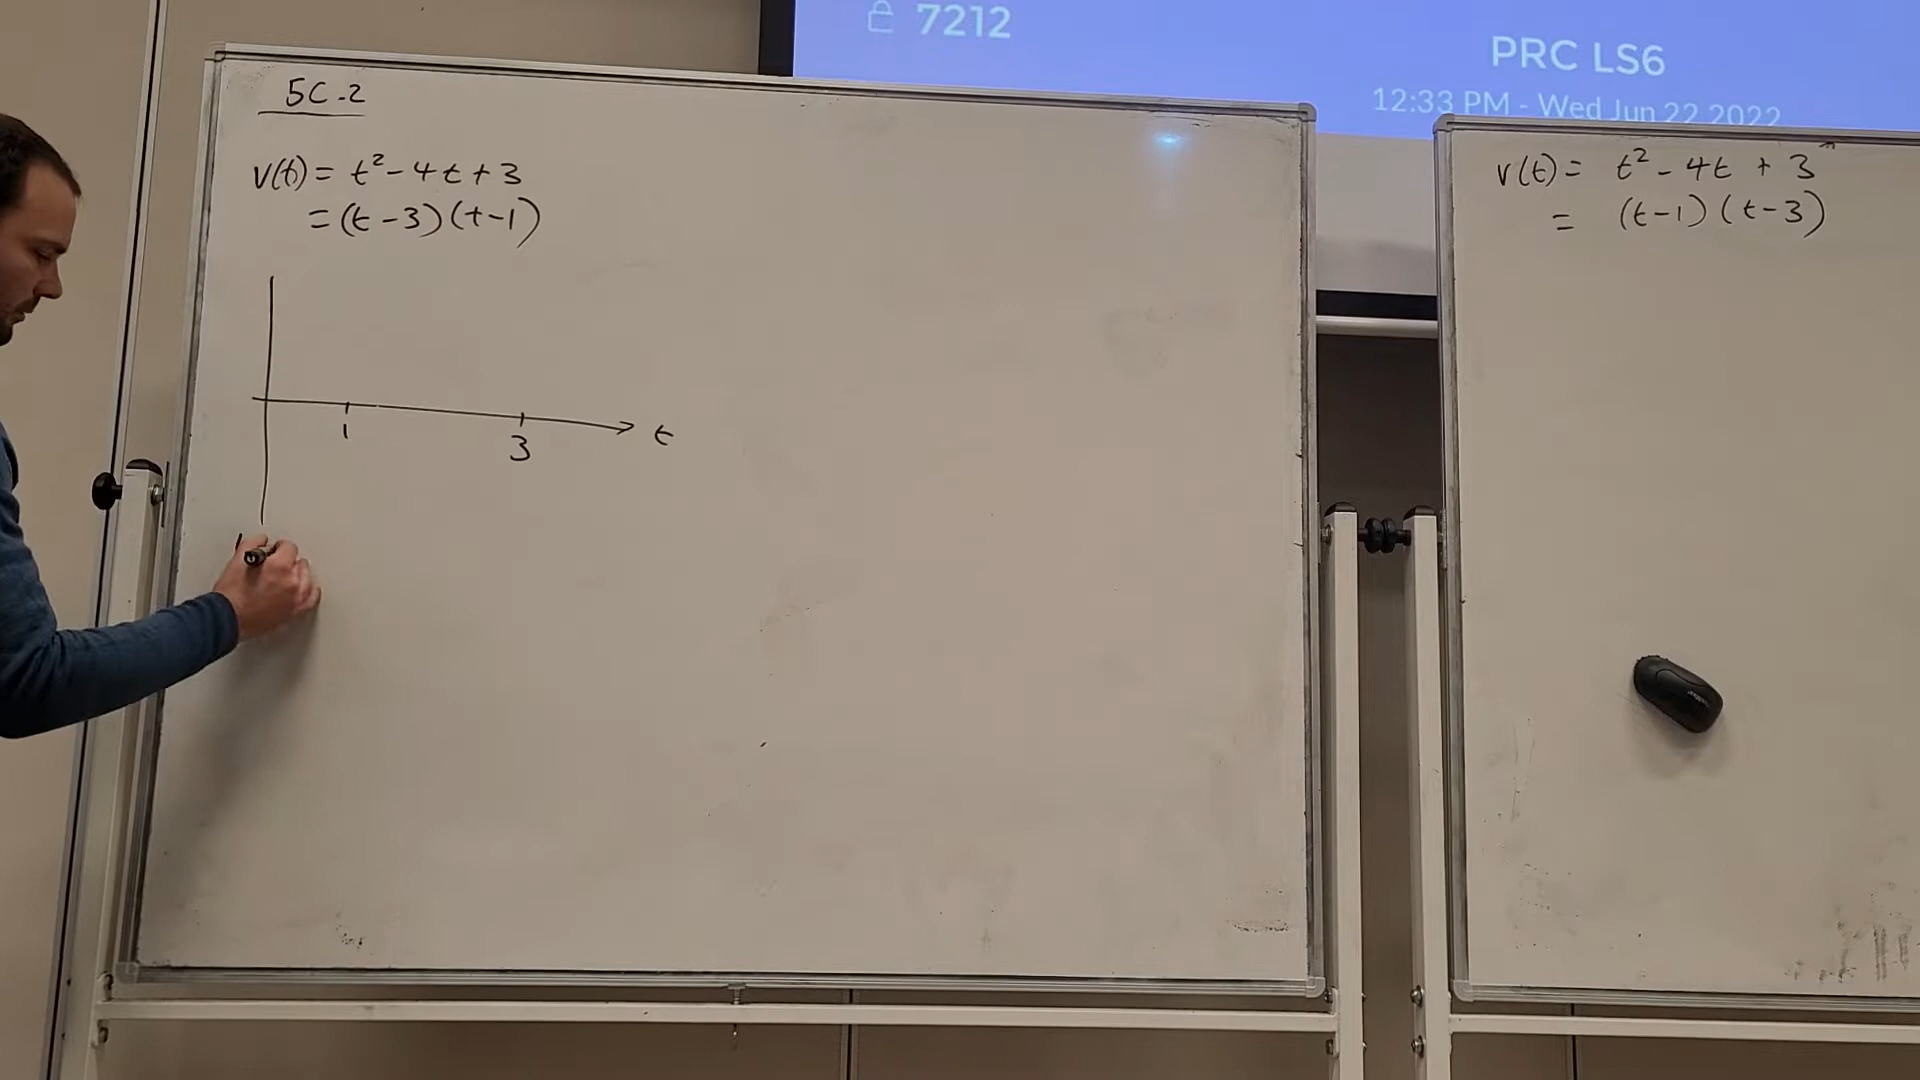 7212
PRC LS6
12:33 PM - Wed Jun 22 2022
5C.2
v(t) = t² - 4t + 3
= (t - 3)(t - 1)
1
3
t
v(t) = t² - 4t + 3
= (t - 1)(t - 3)